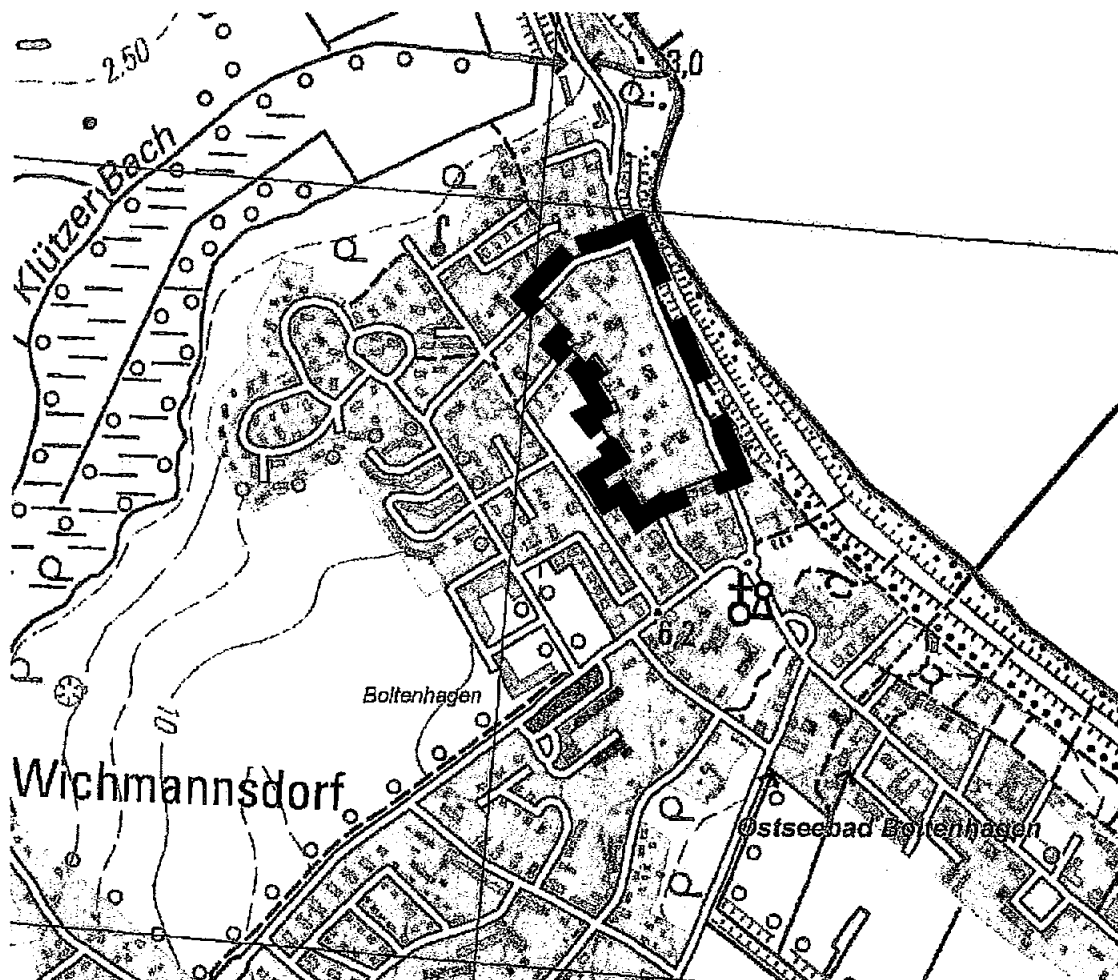 2.50
3,0
Klützer Bach
6,2
Boltenhagen
10
Wichmannsdorf
Ostseebad Boltenhagen